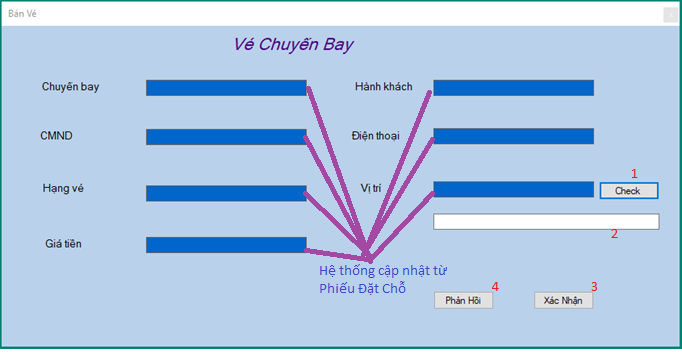 Bán Vé
Vé Chuyến Bay
Chuyến bay
Hành khách
CMND
Điện thoại
1
Hạng vé
Vị trí
Check
2
Giá tiền
Hệ thống cập nhật từ
Phiếu Đặt Chỗ
4
3
Phản Hồi
Xác Nhận